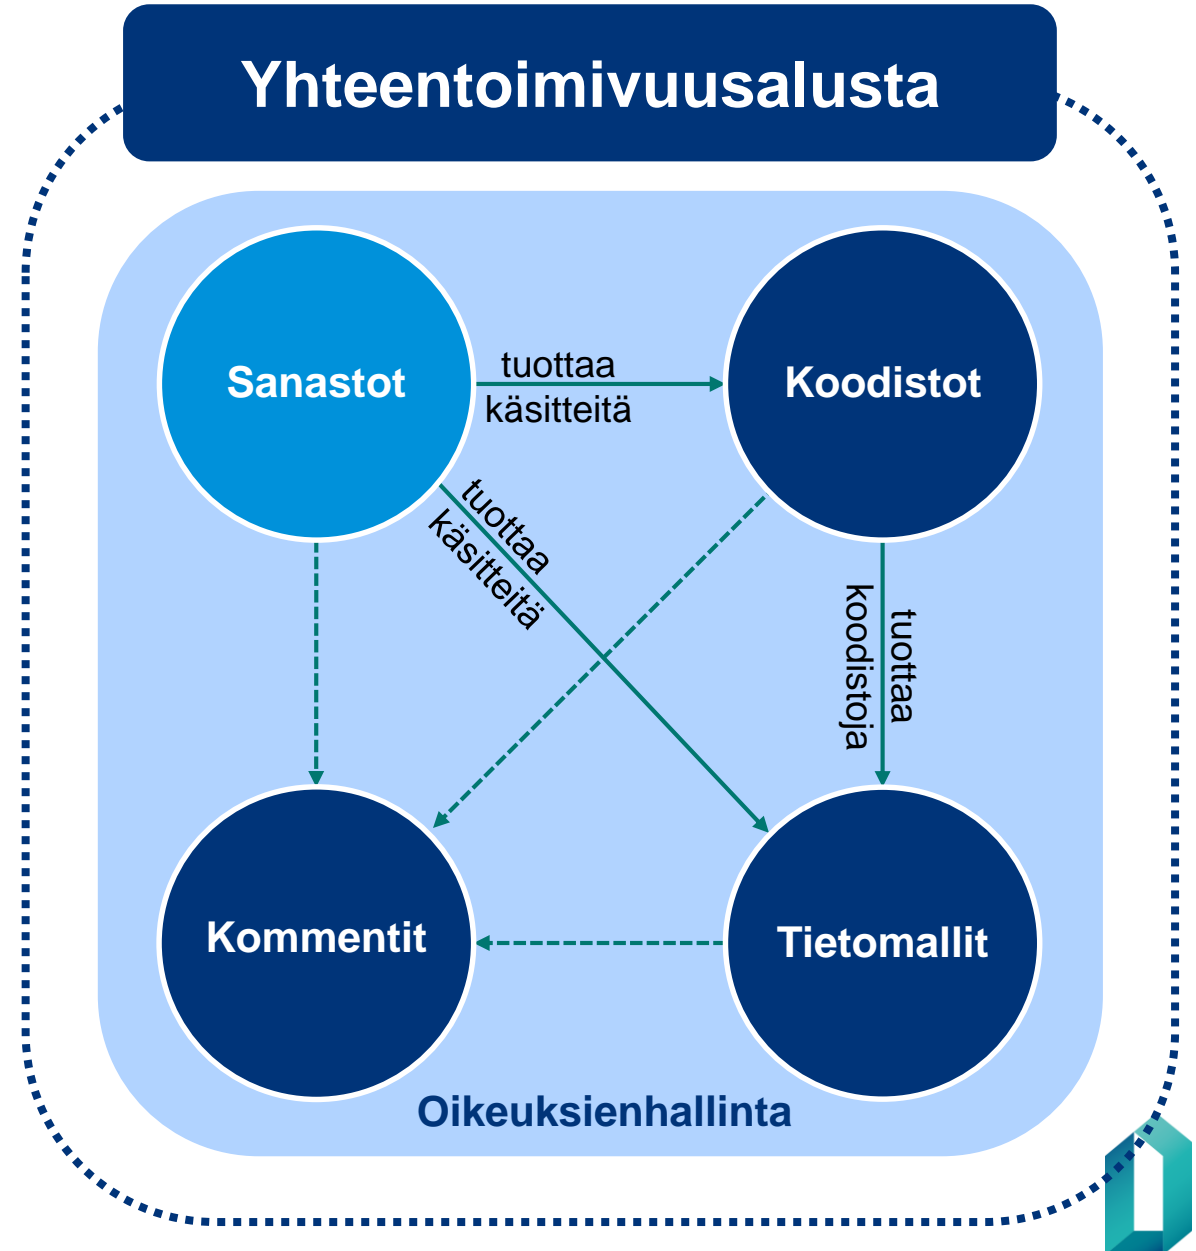 Yhteentoimivuusalusta
Sanastot
tuottaa
käsitteitä
Koodistot
tuottaa
käsitteitä
tuottaa
koodistoja
Kommentit
Tietomallit
Oikeuksienhallinta